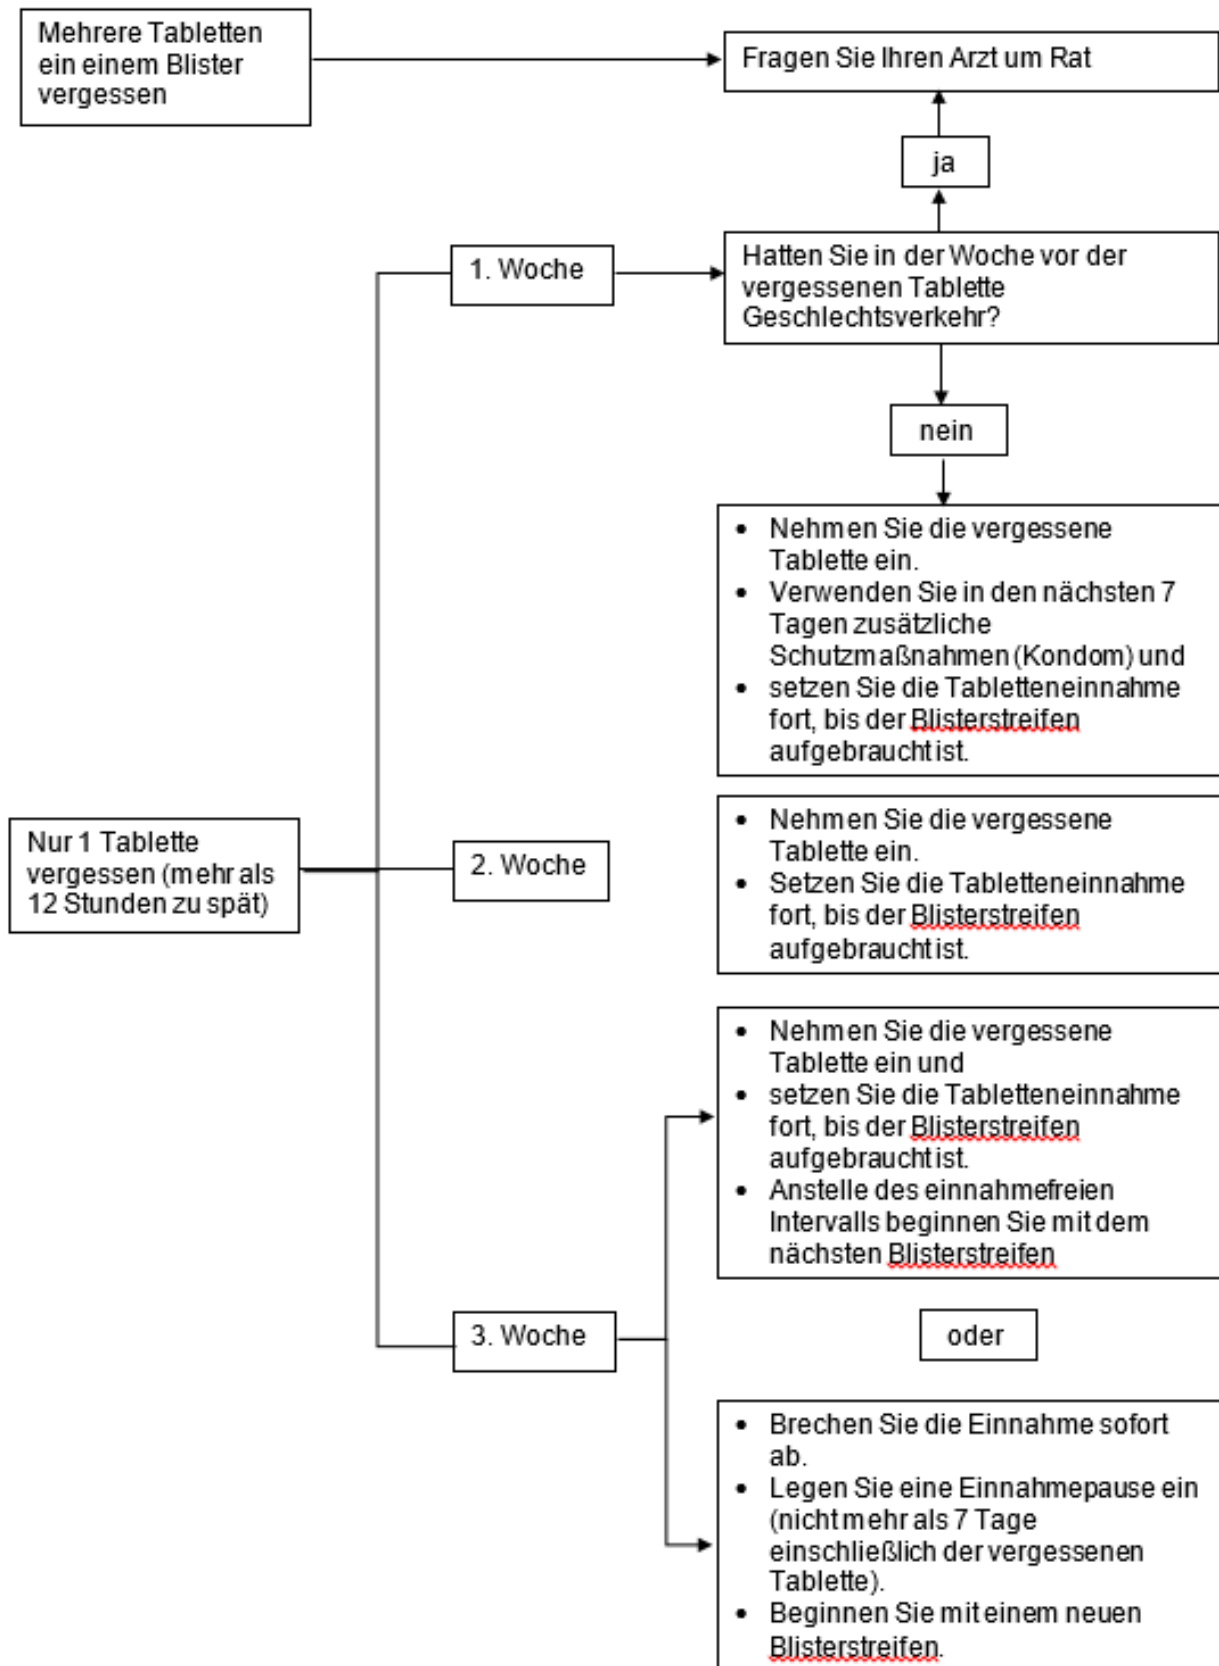 Mehrere Tabletten
ein einem Blister
vergessen
Fragen Sie Ihren Arzt um Rat
ja
1. Woche
Hatten Sie in der Woche vor der
vergessenen Tablette
Geschlechtsverkehr?
nein
• Nehmen Sie die vergessene
Tablette ein.
• Verwenden Sie in den nächsten 7
Tagen zusätzliche
Schutzmaßnahmen (Kondom) und
• setzen Sie die Tabletteneinnahme
fort, bis der Blisterstreifen
aufgebraucht ist.
Nur 1 Tablette
vergessen (mehr als
12 Stunden zu spät)
2. Woche
• Nehmen Sie die vergessene
Tablette ein.
• Setzen Sie die Tabletteneinnahme
fort, bis der Blisterstreifen
aufgebraucht ist.
• Nehmen Sie die vergessene
Tablette ein und
• setzen Sie die Tabletteneinnahme
fort, bis der Blisterstreifen
aufgebraucht ist.
• Anstelle des einnahmefreien
Intervalls beginnen Sie mit dem
nächsten Blisterstreifen
3. Woche
oder
• Brechen Sie die Einnahme sofort
ab.
• Legen Sie eine Einnahmepause ein
(nicht mehr als 7 Tage
einschließlich der vergessenen
Tablette).
• Beginnen Sie mit einem neuen
Blisterstreifen.